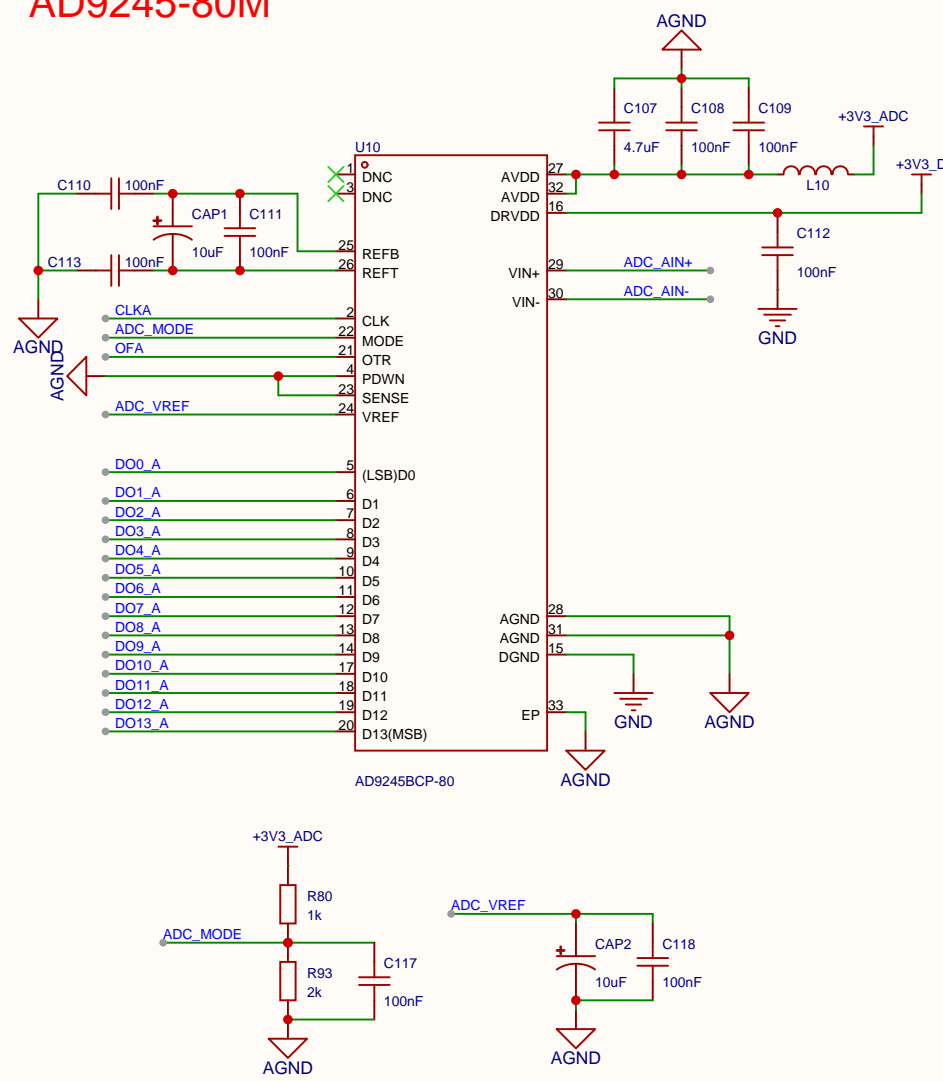 AD9245-80M
AGND
C107
4.7uF
C108
100nF
C109
100nF
+3V3_ADC
L10
+3V3_D
C112
100nF
GND
U10
C110
100nF
CAP1
10uF
C111
100nF
C113
100nF
AGND
AGND
CLKA
ADC_MODE
OFA
ADC_VREF
DO0_A
DO1_A
DO2_A
DO3_A
DO4_A
DO5_A
DO6_A
DO7_A
DO8_A
DO9_A
DO10_A
DO11_A
DO12_A
DO13_A
1 DNC
3 DNC
25 REFB
26 REFT
2 CLK
22 MODE
21 OTR
4 PDWN
23 SENSE
24 VREF
5 (LSB)D0
6 D1
7 D2
8 D3
9 D4
10 D5
11 D6
12 D7
13 D8
14 D9
17 D10
18 D11
19 D12
20 D13(MSB)
AVDD 27
AVDD 32
DRVDD 16
VIN+ 29 ADC_AIN+
VIN- 30 ADC_AIN-
AGND 28
AGND 31
DGND 15
EP 33
GND
AGND
AGND
AD9245BCP-80
+3V3_ADC
R80
1k
ADC_MODE
R93
2k
C117
100nF
AGND
ADC_VREF
CAP2
10uF
C118
100nF
AGND